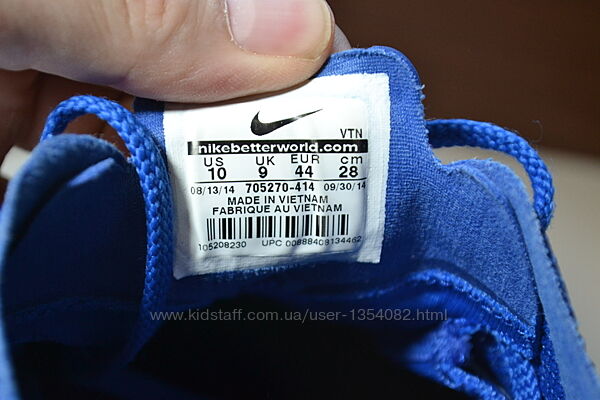 VTN
nikebetterworld.com
US UK EUR cm
10 9 44 28
08/13/14 705270-414 09/30/14
MADE IN VIETNAM
FABRIQUE AU VIETNAM
105208230 UPC 00888408134462
www.kidstaff.com.ua/user-1354082.html